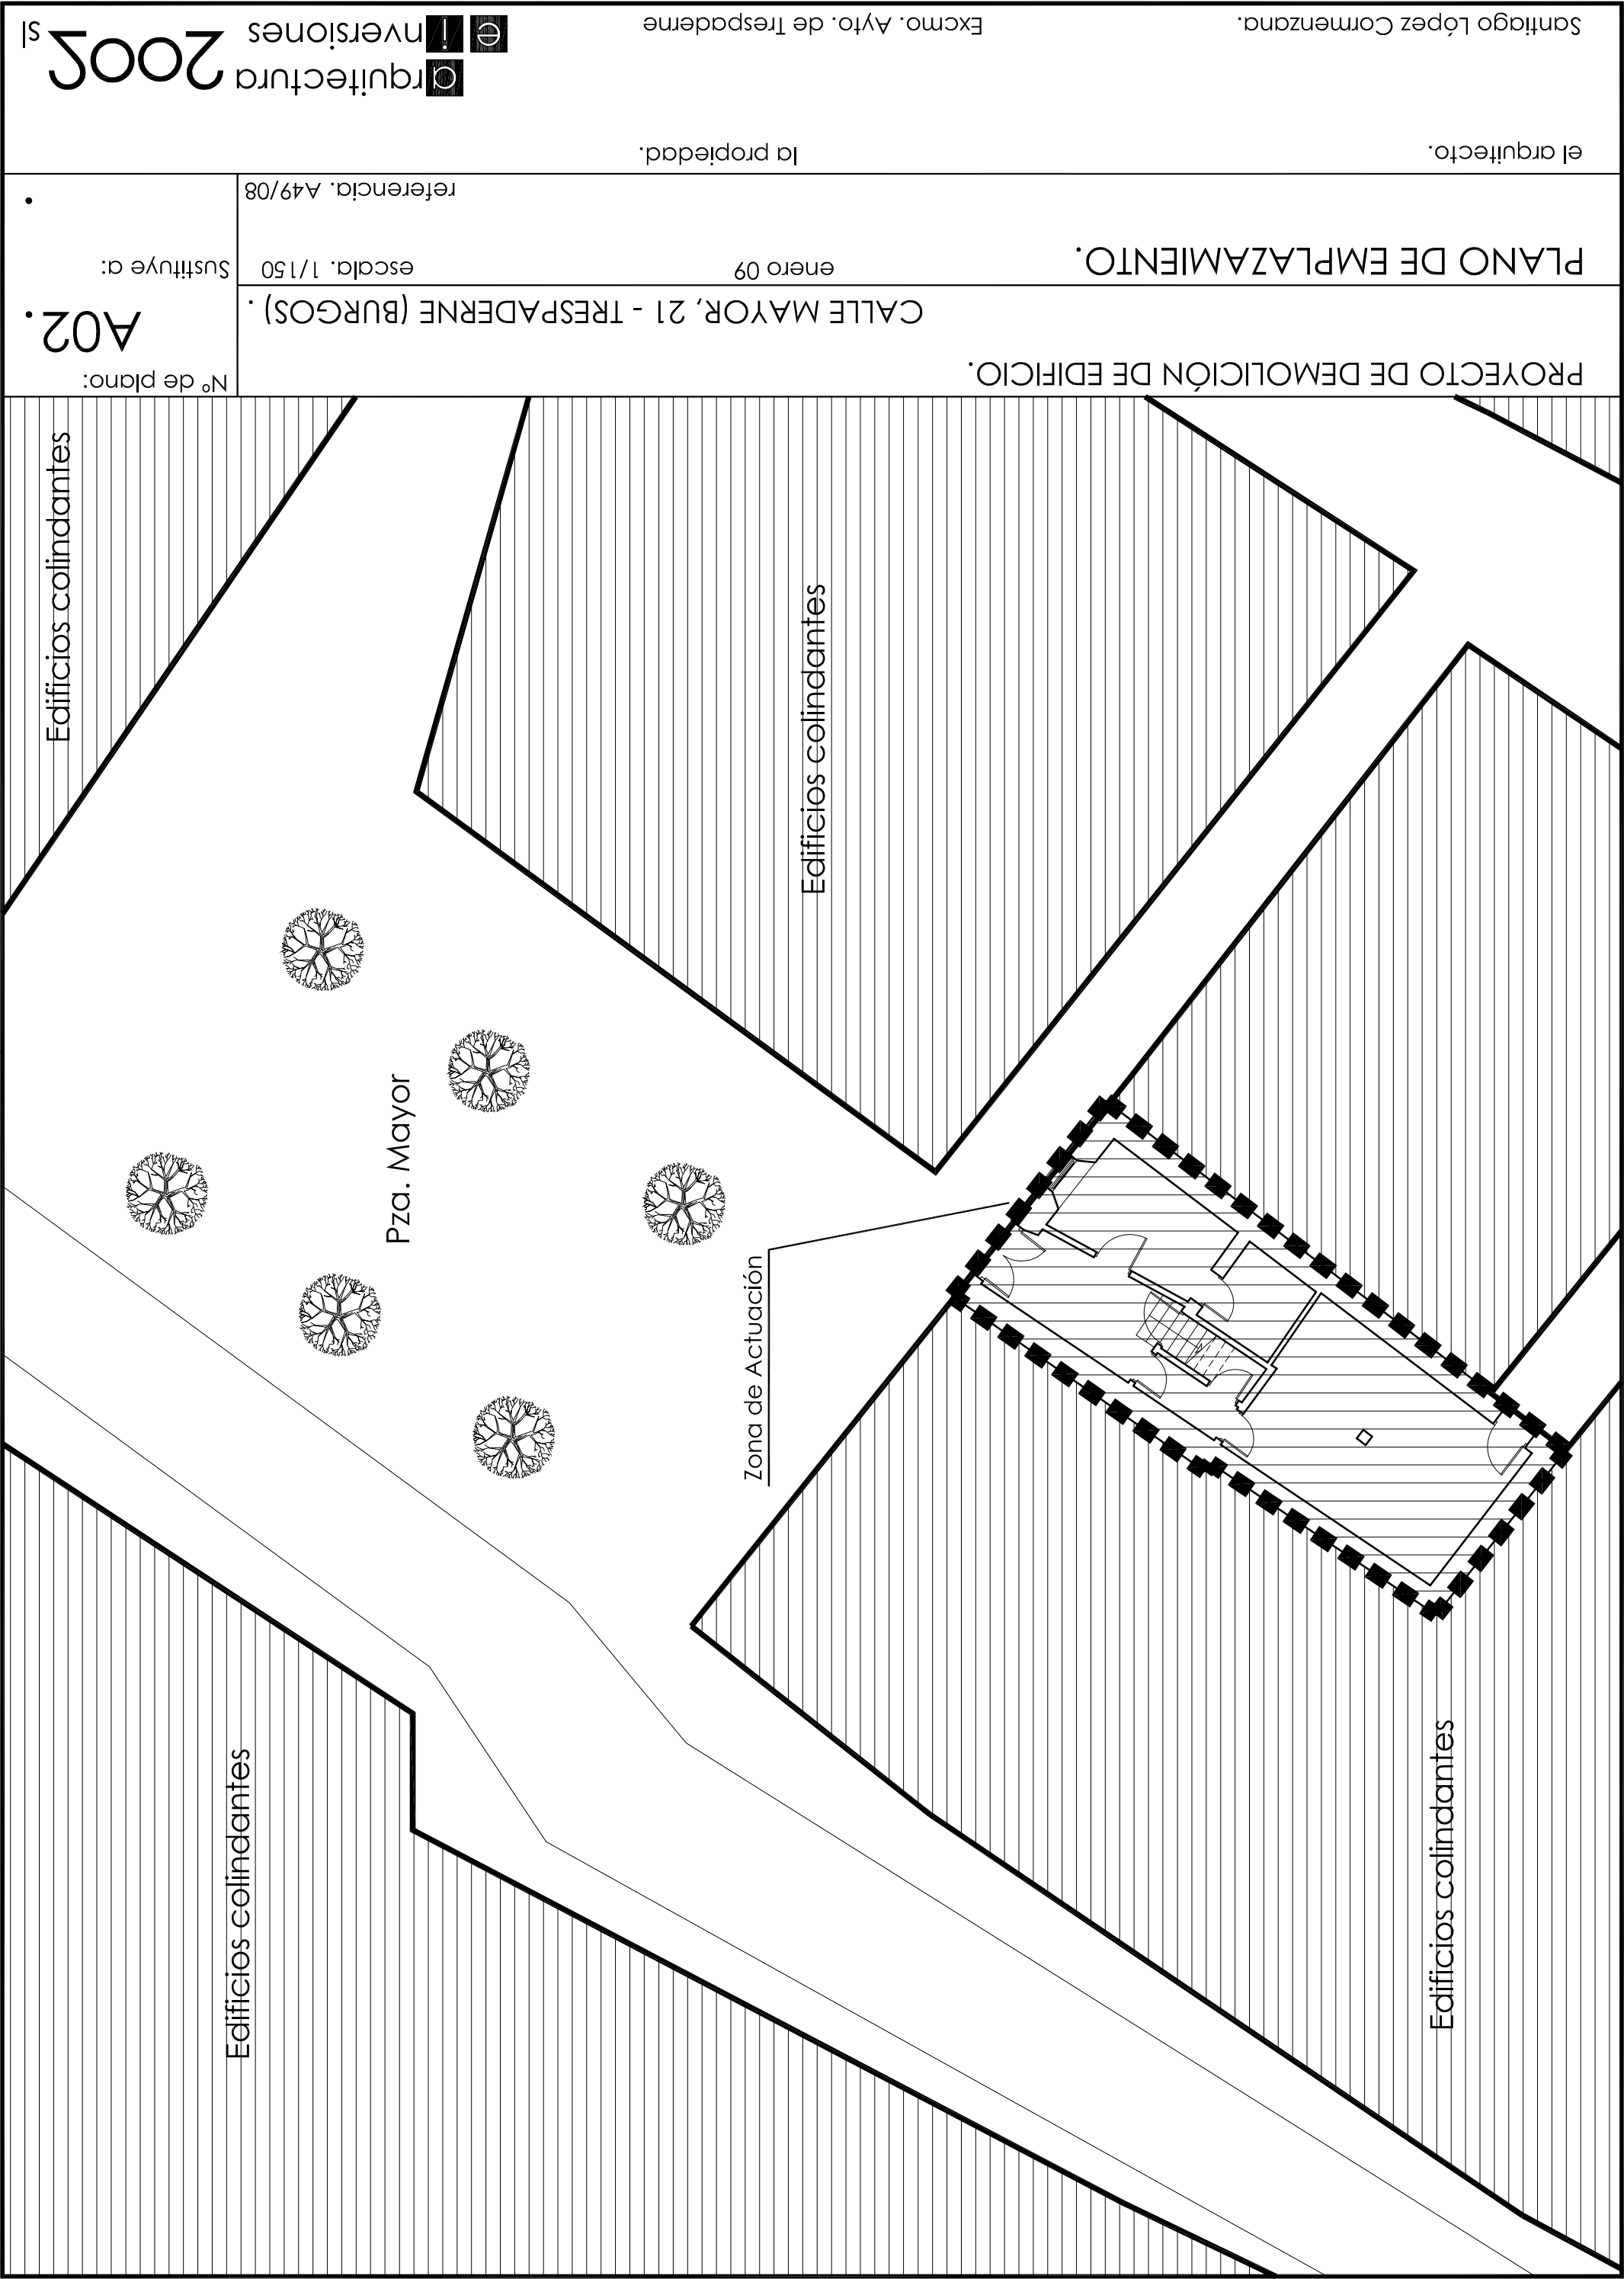 Edificios colindantes
Edificios colindantes
Pza. Mayor
Zona de Actuación
Edificios colindantes
Edificios colindantes
PROYECTO DE DEMOLICIÓN DE EDIFICIO.
CALLE MAYOR, 21 - TRESPADERNE (BURGOS) .
Nº de plano:
A02.
PLANO DE EMPLAZAMIENTO.
enero 09
escala. 1/150
referencia. A49/08
Sustituye a:
.
el arquitecto.
la propiedad.
Santiago López Cormenzana.
Excmo. Ayto. de Trespaderne
arquitectura
e inversiones
2002 sl